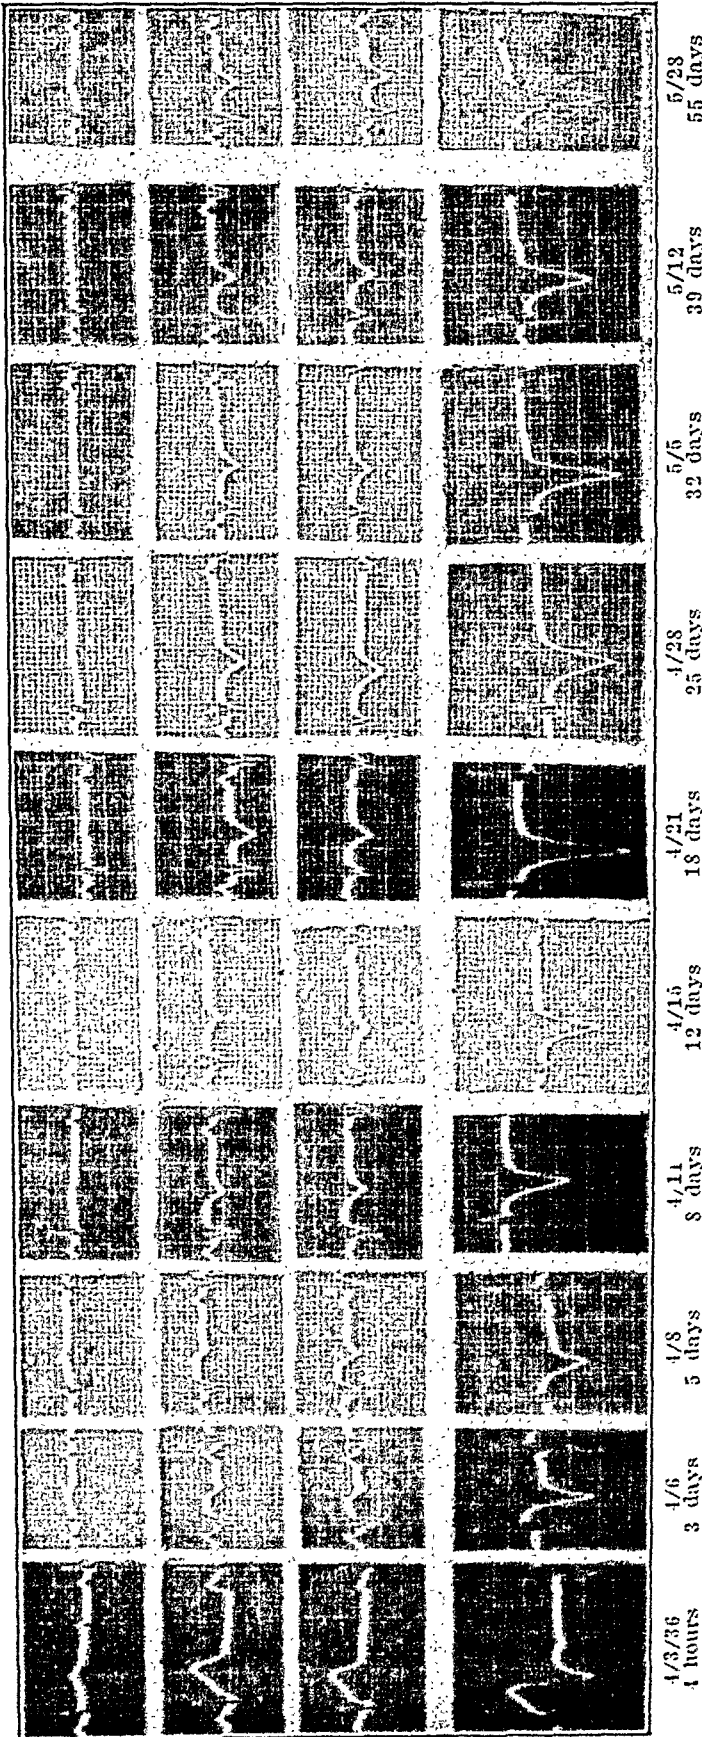 4/3/36
4 hours
4/6
3 days
4/8
5 days
4/11
8 days
4/15
12 days
4/21
18 days
4/28
25 days
5/5
32 days
5/12
39 days
5/28
55 days